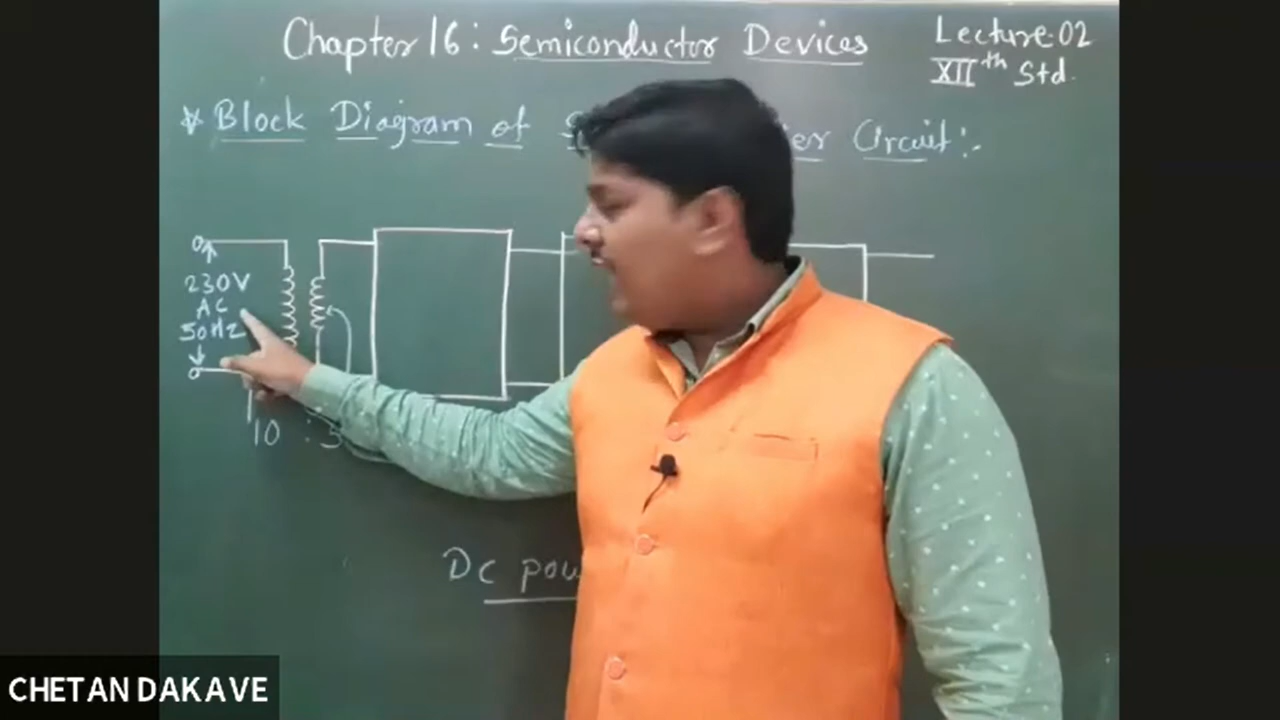 Chapter 16 : Semiconductor Devices
Lecture-02
XIIth Std.
* Block Diagram of Circuit :-
230V
AC
50Hz
10 : 3
DC
CHETAN DAKAVE